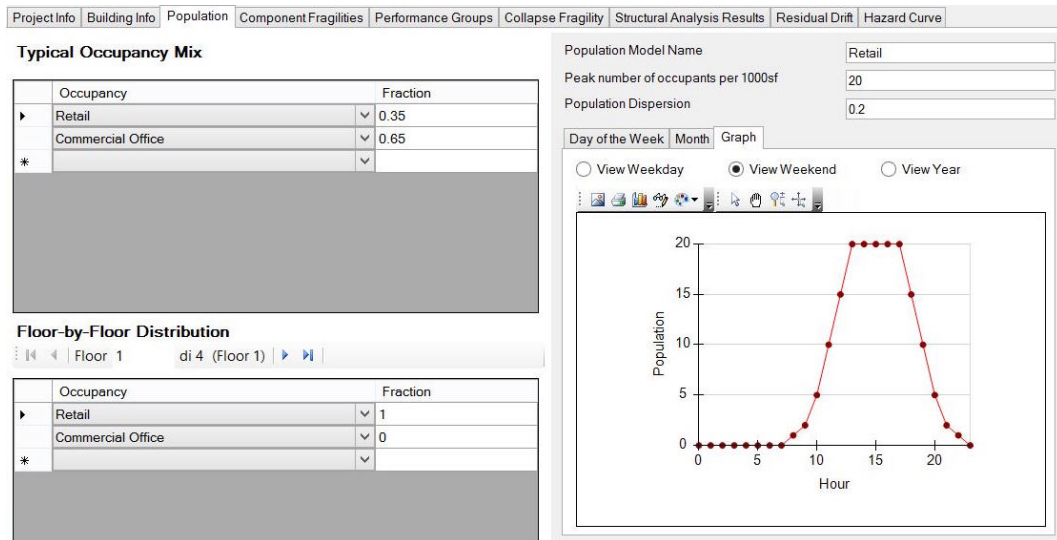 Project Info Building Info Population Component Fragilities Performance Groups Collapse Fragility Structural Analysis Results Residual Drift Hazard Curve
Typical Occupancy Mix
Occupancy Fraction
Retail 0.35
Commercial Office 0.65
Floor-by-Floor Distribution
Floor 1 di 4 (Floor 1)
Occupancy Fraction
Retail 1
Commercial Office 0
Population Model Name Retail
Peak number of occupants per 1000sf 20
Population Dispersion 0.2
Day of the Week Month Graph
View Weekday View Weekend View Year
20
15
10
5
0
Population
0 5 10 15 20
Hour